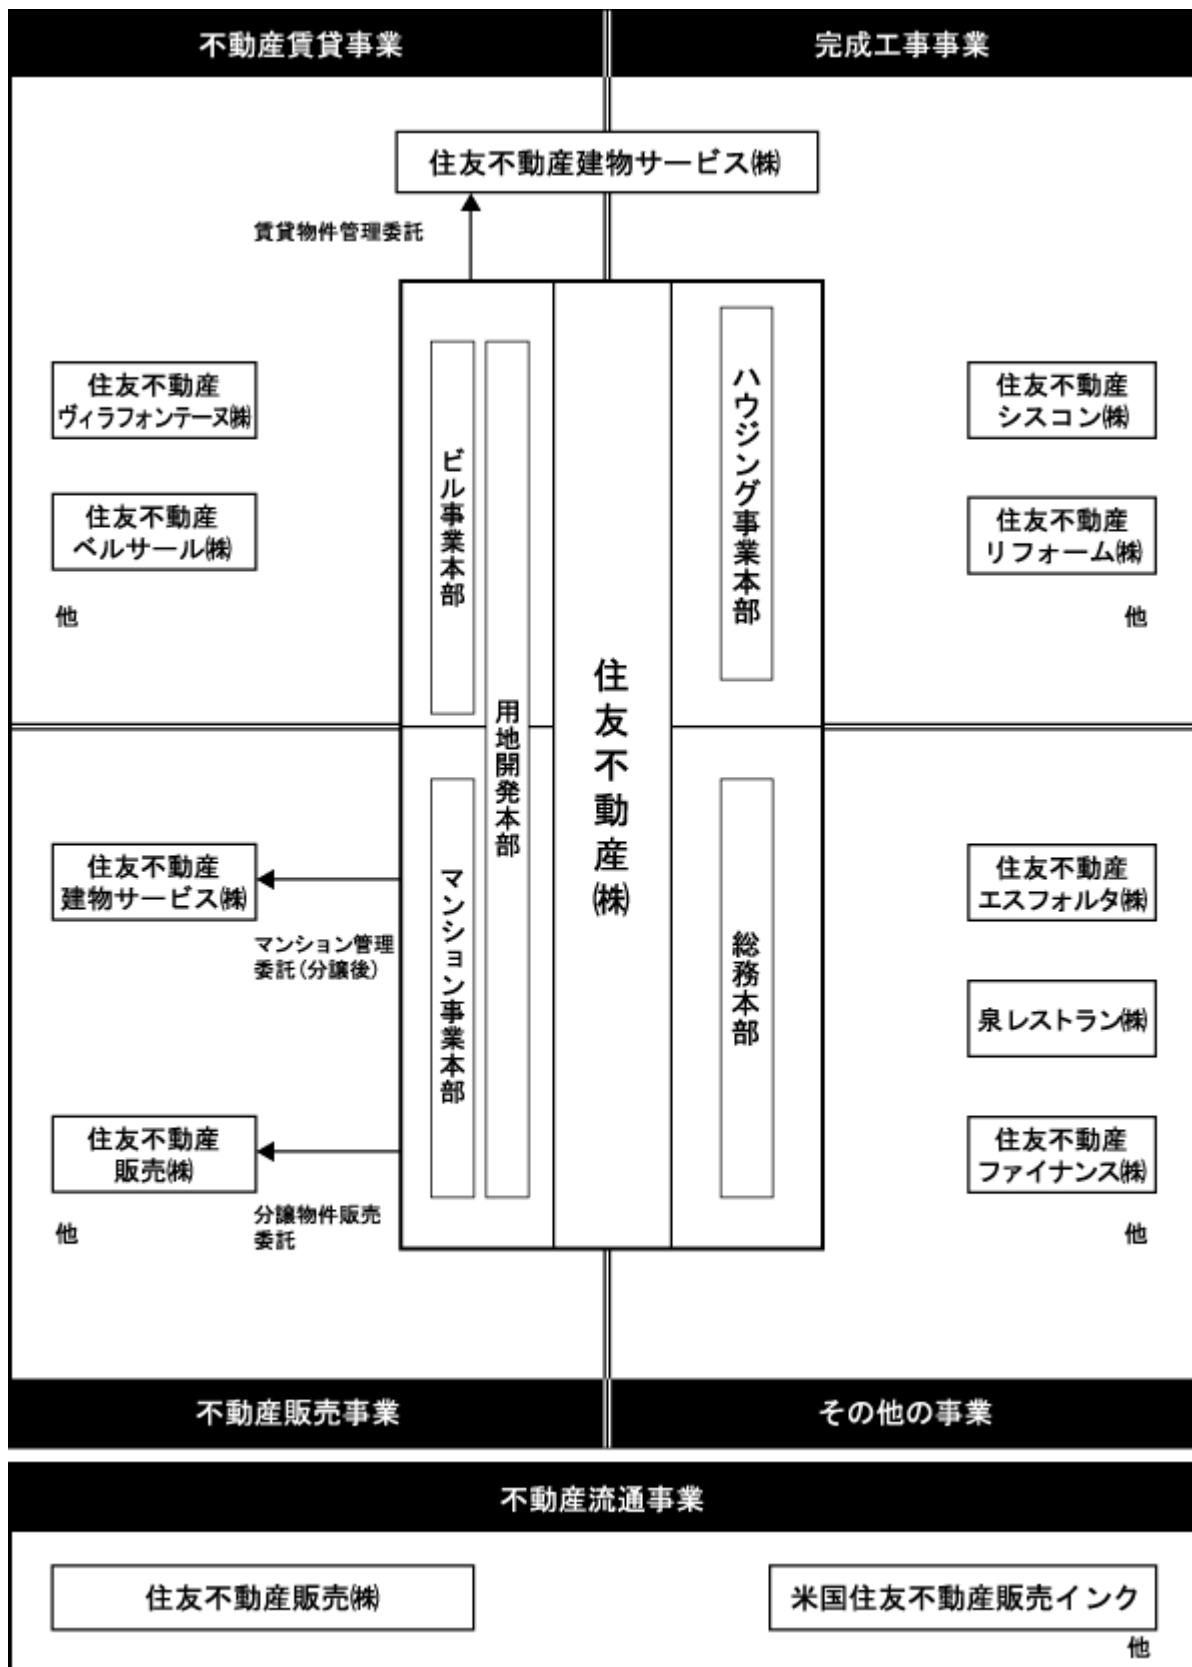 不動産賃貸事業
完成工事事業
住友不動産建物サービス㈱
賃貸物件管理委託
住友不動産
ヴィラフォンテーヌ㈱
住友不動産
ベルサール㈱
他
ビル事業本部
用地開発本部
マンション事業本部
住友不動産㈱
ハウジング事業本部
総務本部
住友不動産
シスコン㈱
住友不動産
リフォーム㈱
他
住友不動産
建物サービス㈱
マンション管理
委託(分譲後)
住友不動産
販売㈱
分譲物件販売
委託
他
住友不動産
エスフォルタ㈱
泉レストラン㈱
住友不動産
ファイナンス㈱
他
不動産販売事業
その他の事業
不動産流通事業
住友不動産販売㈱
米国住友不動産販売インク
他